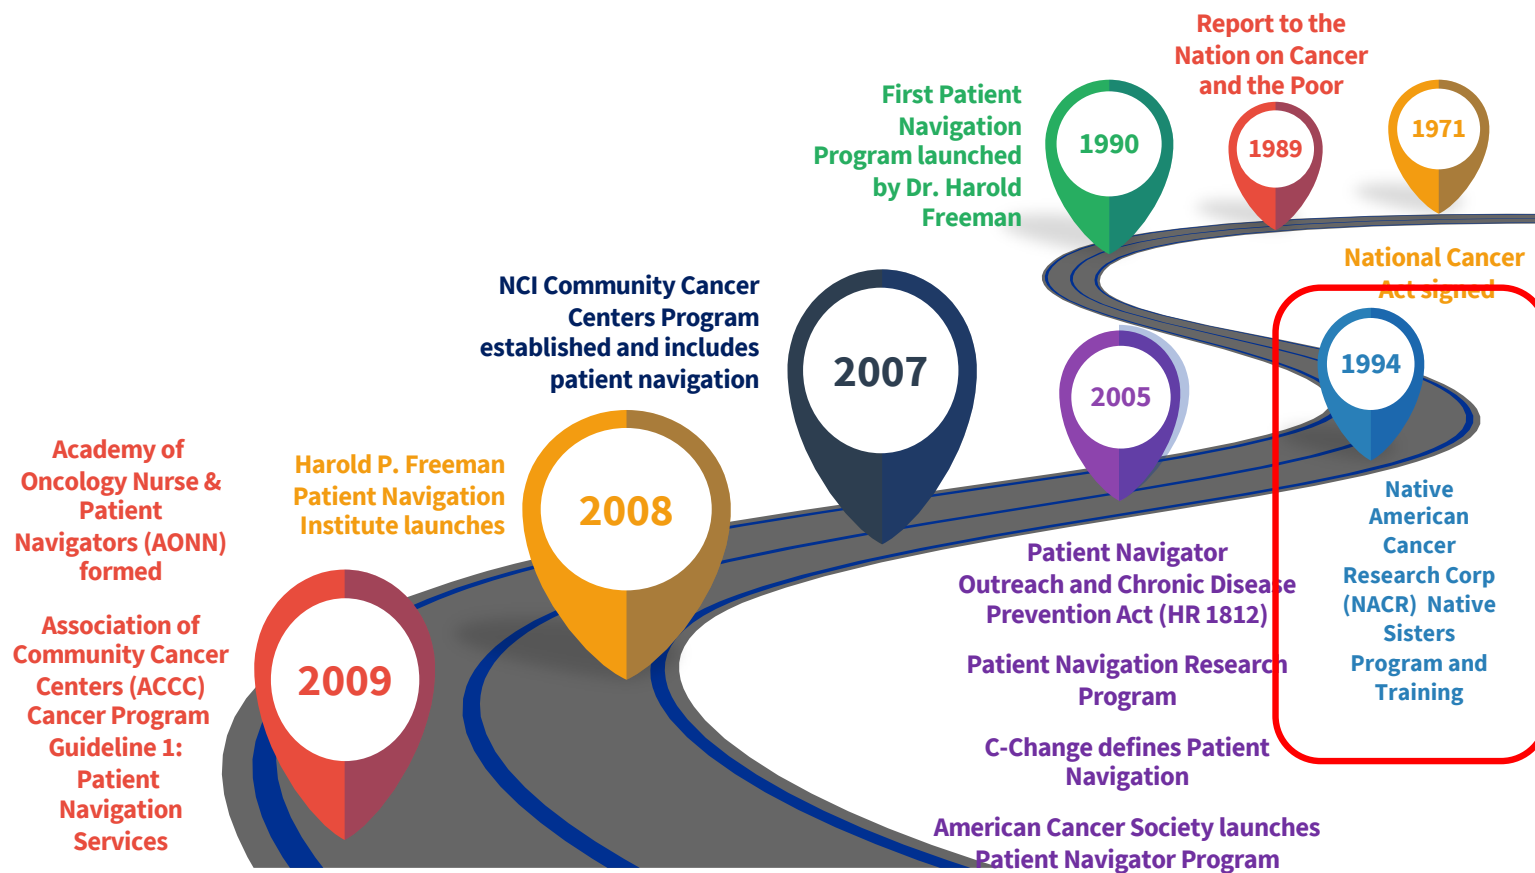 Report to the
Nation on Cancer
and the Poor
1971
1989
1990
First Patient
Navigation
Program launched
by Dr. Harold
Freeman
National Cancer
Act signed
1994
Native
American
Cancer
Research Corp
(NACR) Native
Sisters
Program and
Training
2005
Patient Navigator
Outreach and Chronic Disease
Prevention Act (HR 1812)
Patient Navigation Research
Program
C-Change defines Patient
Navigation
American Cancer Society launches
Patient Navigator Program
NCI Community Cancer
Centers Program
established and includes
patient navigation
2007
Harold P. Freeman
Patient Navigation
Institute launches
2008
Academy of
Oncology Nurse &
Patient
Navigators (AONN)
formed
Association of
Community Cancer
Centers (ACCC)
Cancer Program
Guideline 1:
Patient
Navigation
Services
2009